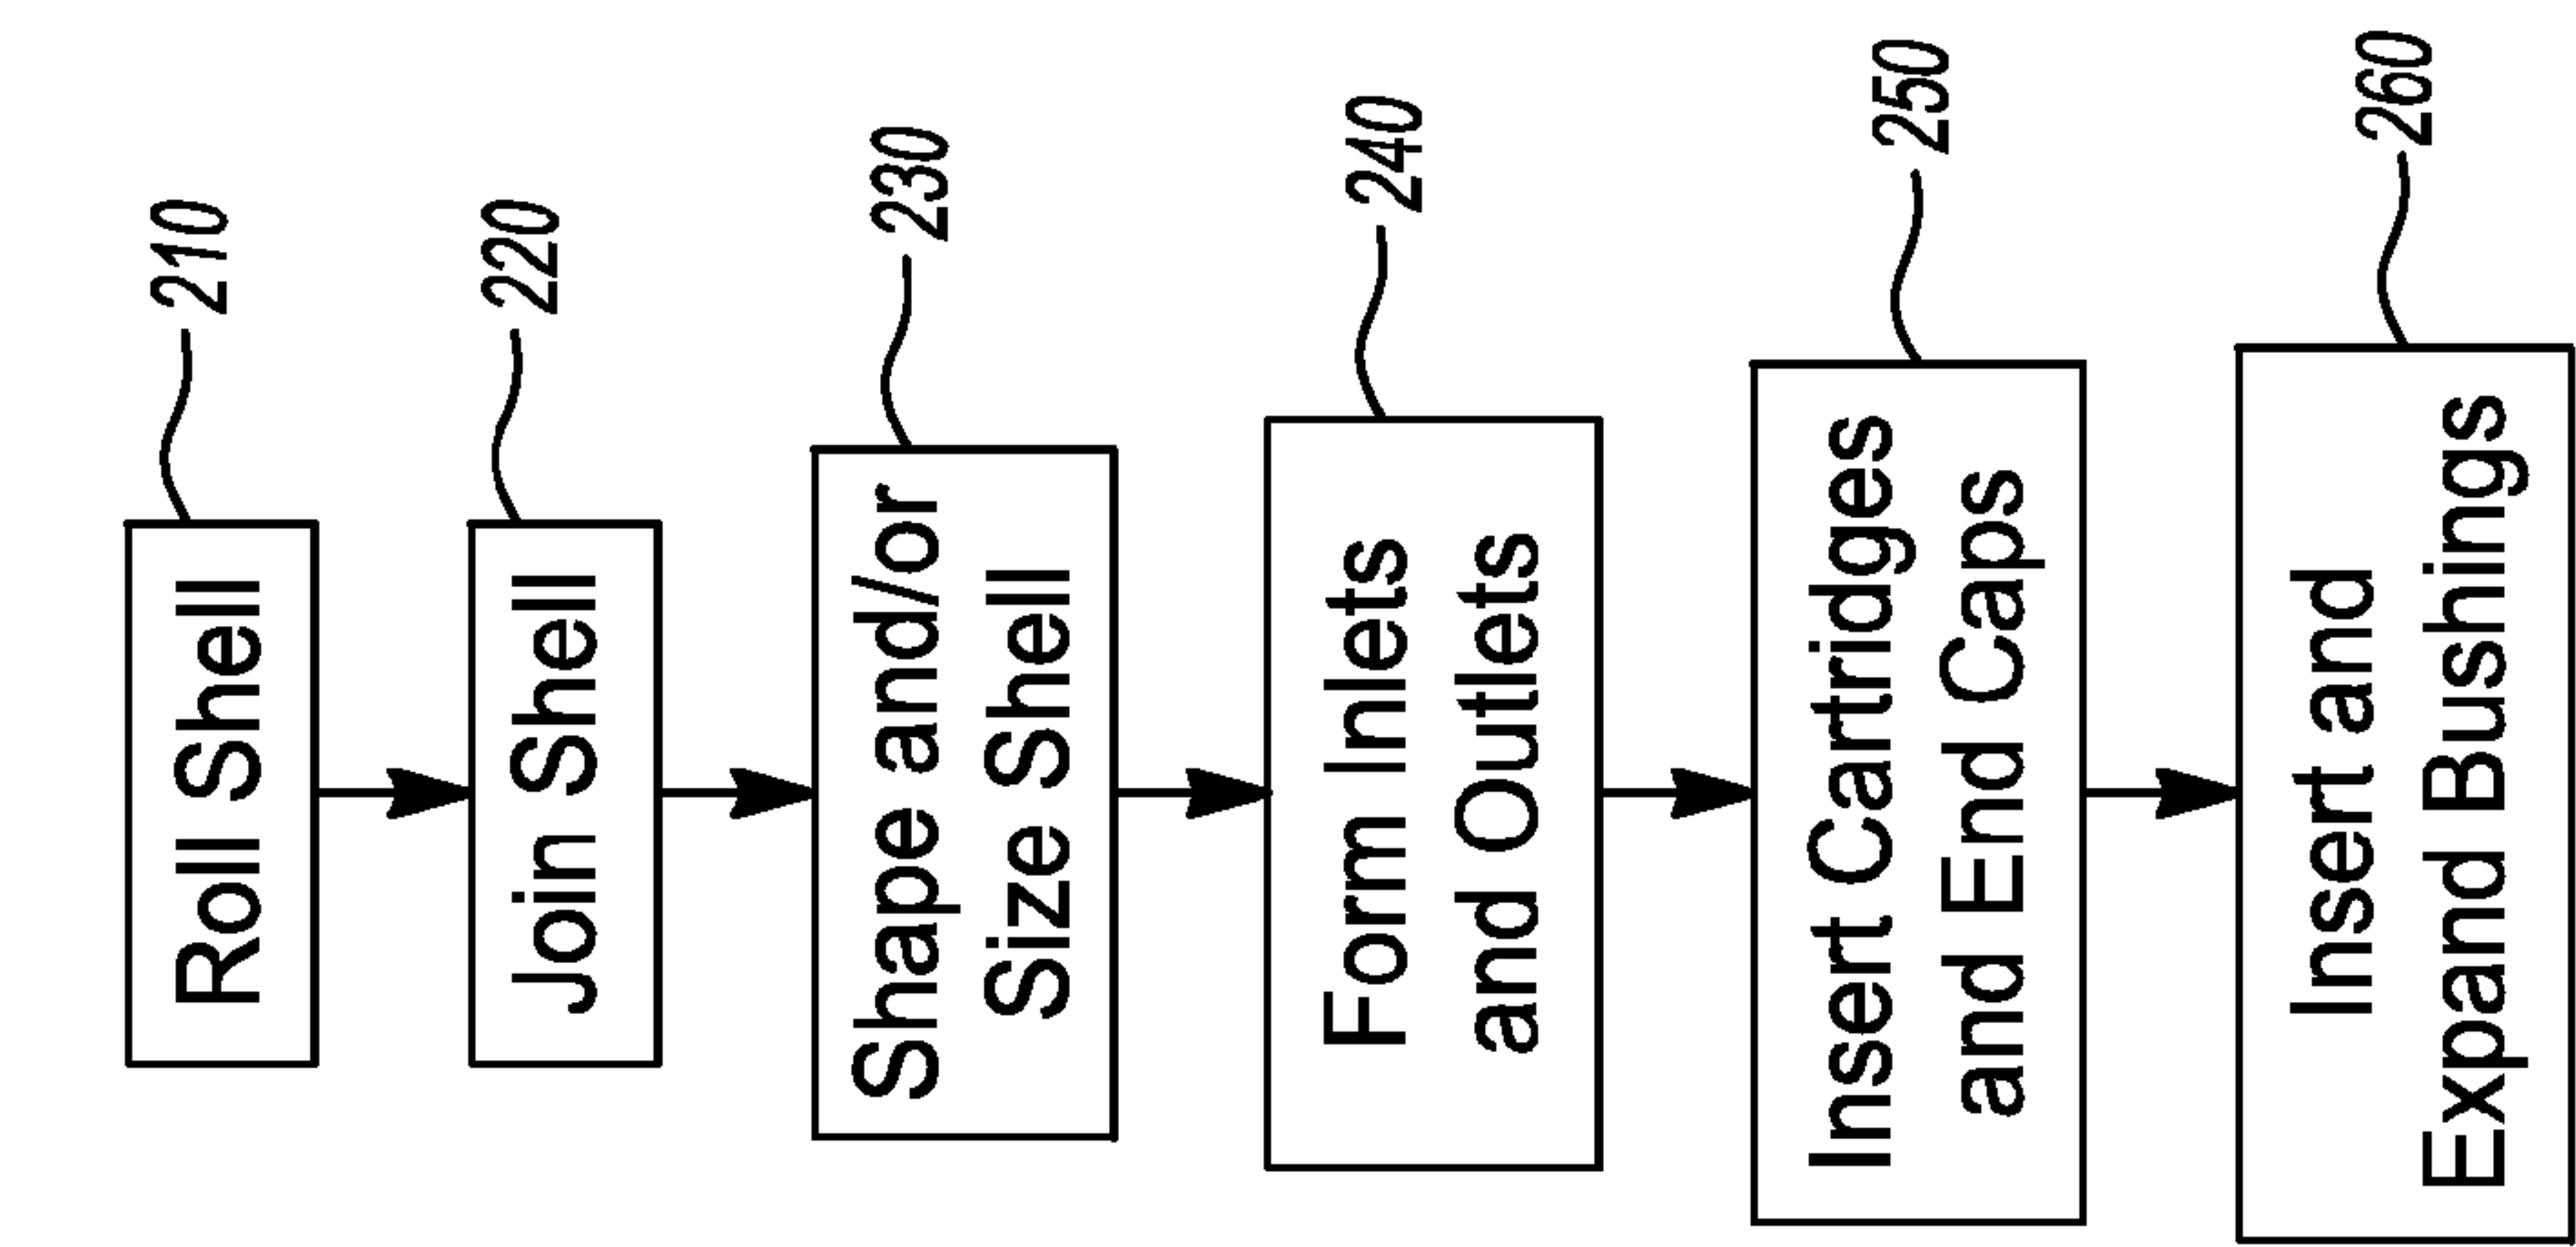 210
Roll Shell
220
Join Shell
230
Shape and/or
Size Shell
240
Form Inlets
and Outlets
250
Insert Cartridges
and End Caps
260
Insert and
Expand Bushings